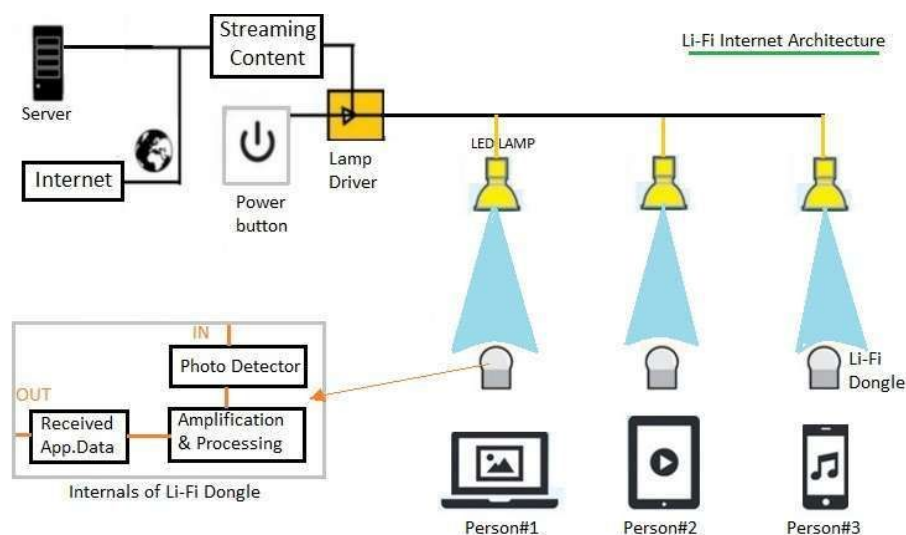 Li-Fi Internet Architecture
Streaming
Content
Server
Internet
Power
button
Lamp
Driver
LED LAMP
Li-Fi
Dongle
IN
Photo Detector
OUT
Received
App.Data
Amplification
& Processing
Internals of Li-Fi Dongle
Person#1
Person#2
Person#3